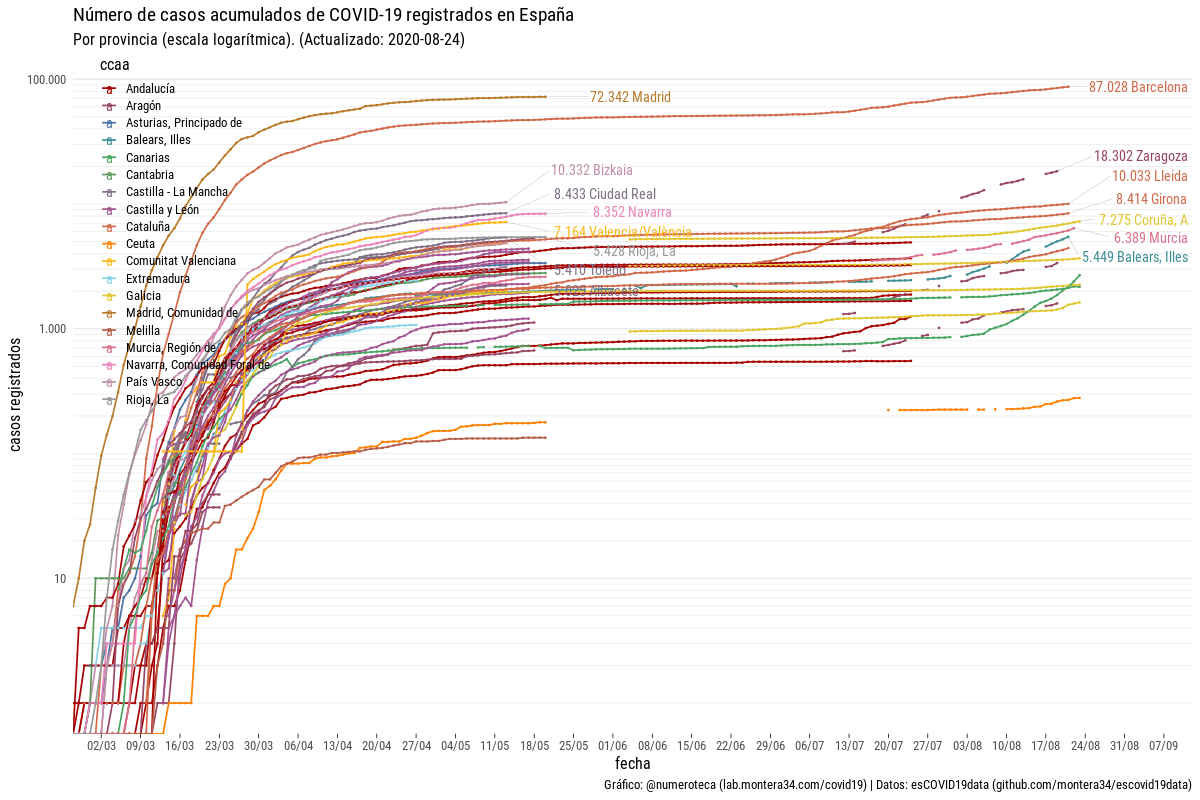 Número de casos acumulados de COVID-19 registrados en España
Por provincia (escala logarítmica). (Actualizado: 2020-08-24)
ccaa
Andalucía
Aragón
Asturias, Principado de
Balears, Illes
Canarias
Cantabria
Castilla - La Mancha
Castilla y León
Cataluña
Ceuta
Comunitat Valenciana
Extremadura
Galicia
Madrid, Comunidad de
Melilla
Murcia, Región de
Navarra, Comunidad Foral de
País Vasco
Rioja, La
100.000
1.000
10
casos registrados
72.342 Madrid
87.028 Barcelona
18.302 Zaragoza
10.332 Bizkaia
10.033 Lleida
8.433 Ciudad Real
8.414 Girona
8.352 Navarra
7.275 Coruña, A
7.164 Valencia/València
6.389 Murcia
5.428 Rioja, La
5.449 Balears, Illes
5.410 Toledo
Albacete
02/03 09/03 16/03 23/03 30/03 06/04 13/04 20/04 27/04 04/05 11/05 18/05 25/05 01/06 08/06 15/06 22/06 29/06 06/07 13/07 20/07 27/07 03/08 10/08 17/08 24/08 31/08 07/09
fecha
Gráfico: @numeroteca (lab.montera34.com/covid19) | Datos: esCOVID19data (github.com/montera34/escovid19data)